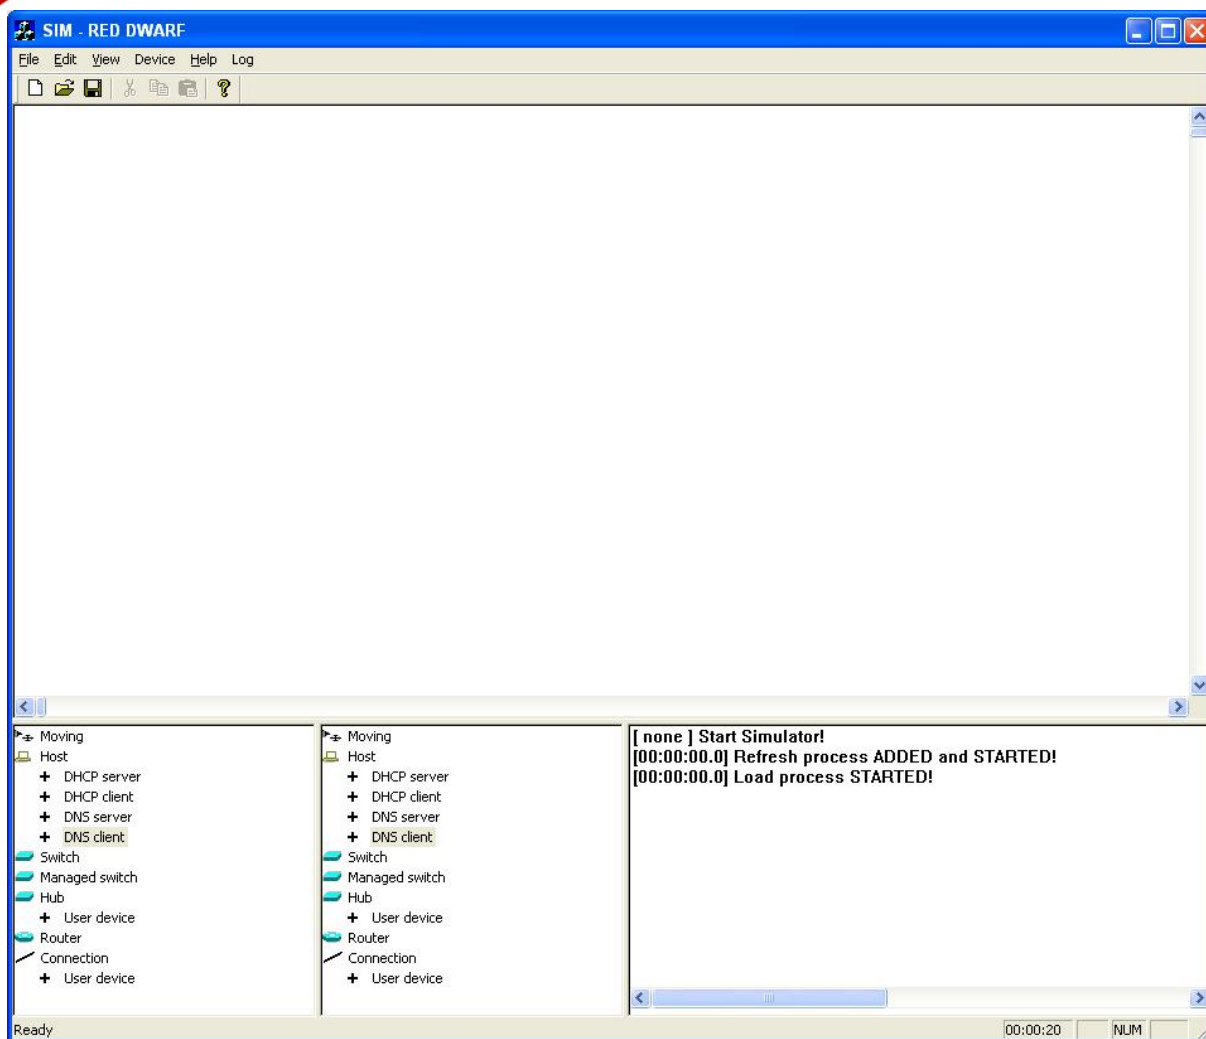 SIM - RED DWARF
File Edit View Device Help Log
Moving
Host
DHCP server
DHCP client
DNS server
DNS client
Switch
Managed switch
Hub
User device
Router
Connection
User device
Moving
Host
DHCP server
DHCP client
DNS server
DNS client
Switch
Managed switch
Hub
User device
Router
Connection
User device
[ none ] Start Simulator!
[00:00:00.0] Refresh process ADDED and STARTED!
[00:00:00.0] Load process STARTED!
Ready 00:00:20 NUM